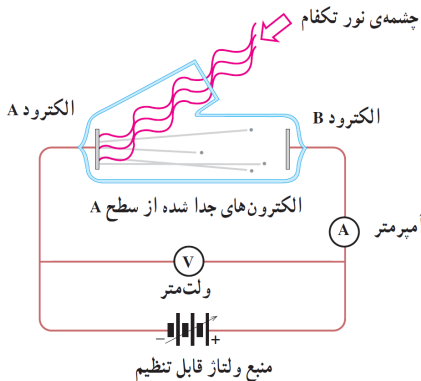 چشمه‌ی نور تکفام
الکترود A
الکترود B
الکترون‌های جدا شده از سطح A
آمپرمتر
A
V
ولت‌متر
− +
منبع ولتاژ قابل تنظیم